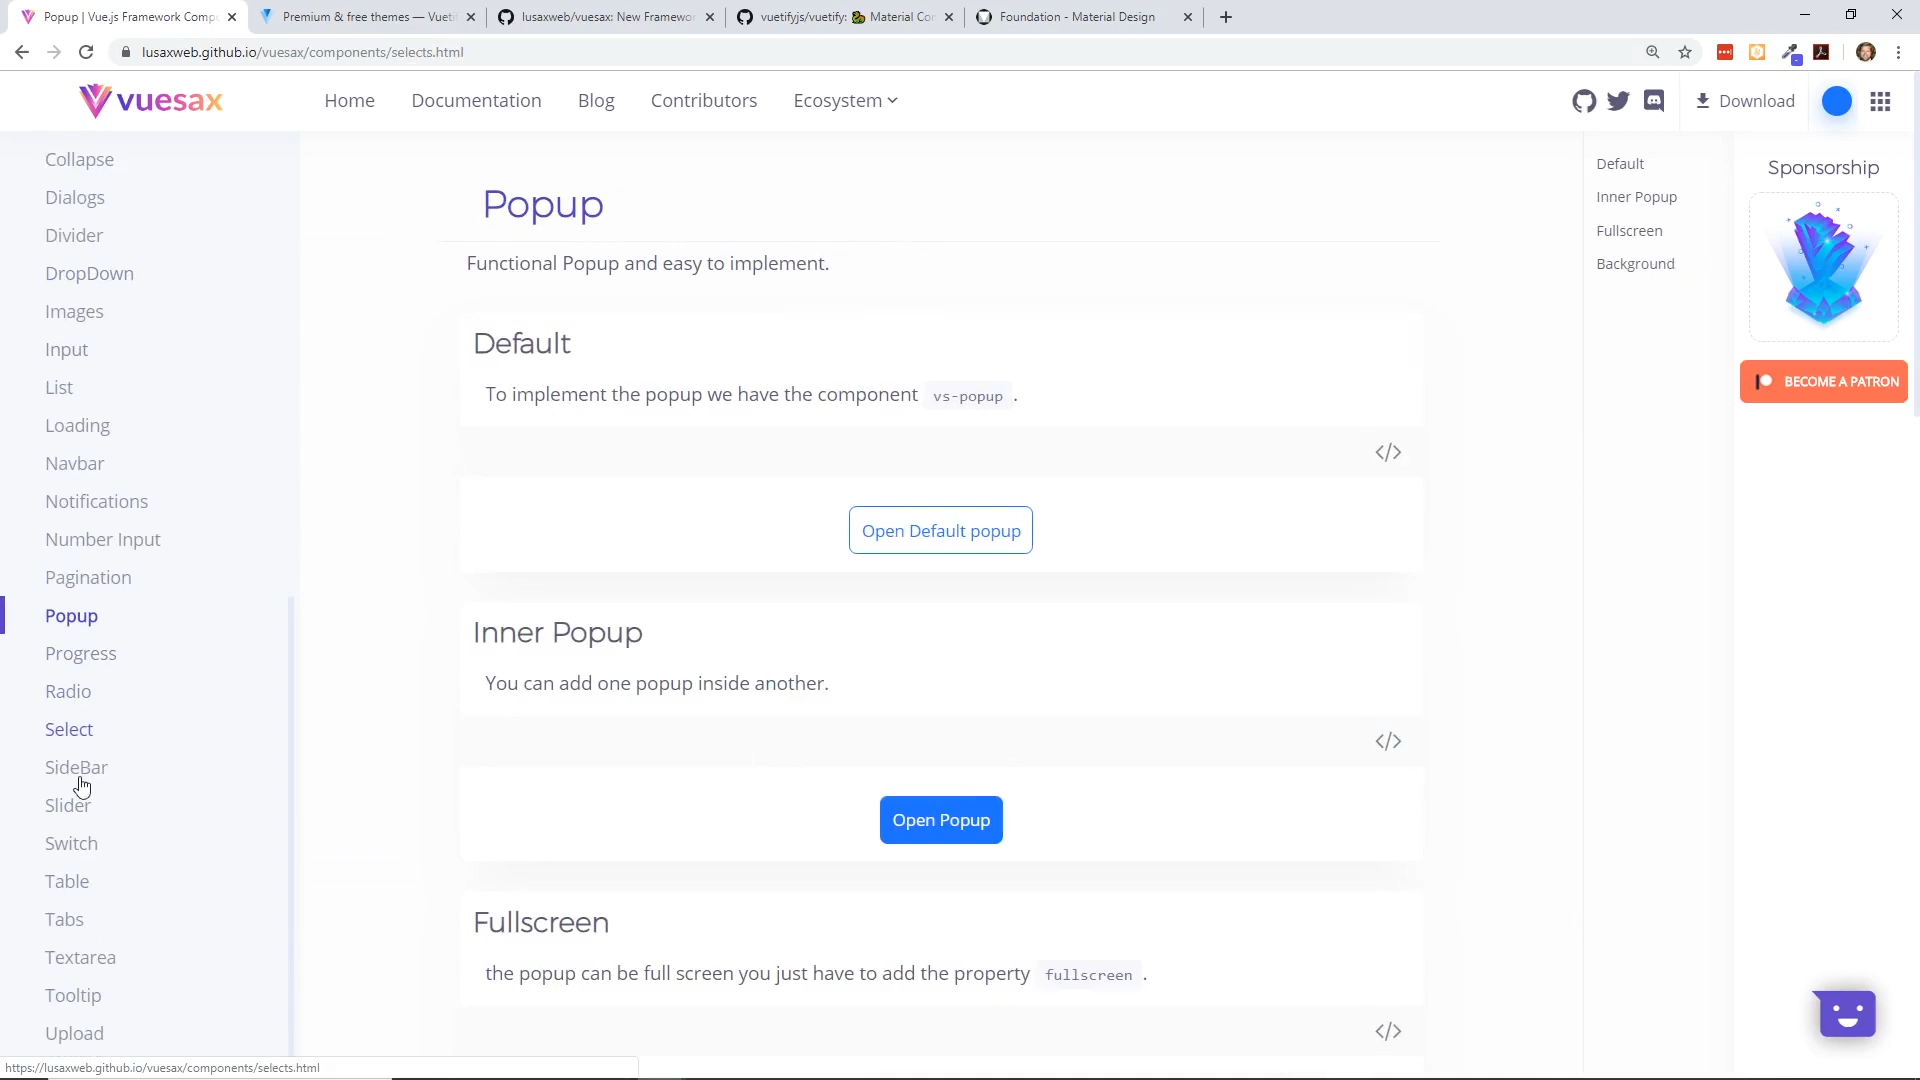 Popup | Vue.js Framework Comp
Premium & free themes — Vueti
lusaxweb/vuesax: New Framewor
vuetifyjs/vuetify: 🐉 Material Co
Foundation - Material Design
lusaxweb.github.io/vuesax/components/selects.html
vuesax
Home
Documentation
Blog
Contributors
Ecosystem
Download
Collapse
Dialogs
Divider
DropDown
Images
Input
List
Loading
Navbar
Notifications
Number Input
Pagination
Popup
Progress
Radio
Select
SideBar
Slider
Switch
Table
Tabs
Textarea
Tooltip
Upload
Popup
Functional Popup and easy to implement.
Default
To implement the popup we have the component vs-popup .
</>
Open Default popup
Inner Popup
You can add one popup inside another.
</>
Open Popup
Fullscreen
the popup can be full screen you just have to add the property fullscreen .
</>
Default
Inner Popup
Fullscreen
Background
Sponsorship
BECOME A PATRON
https://lusaxweb.github.io/vuesax/components/selects.html